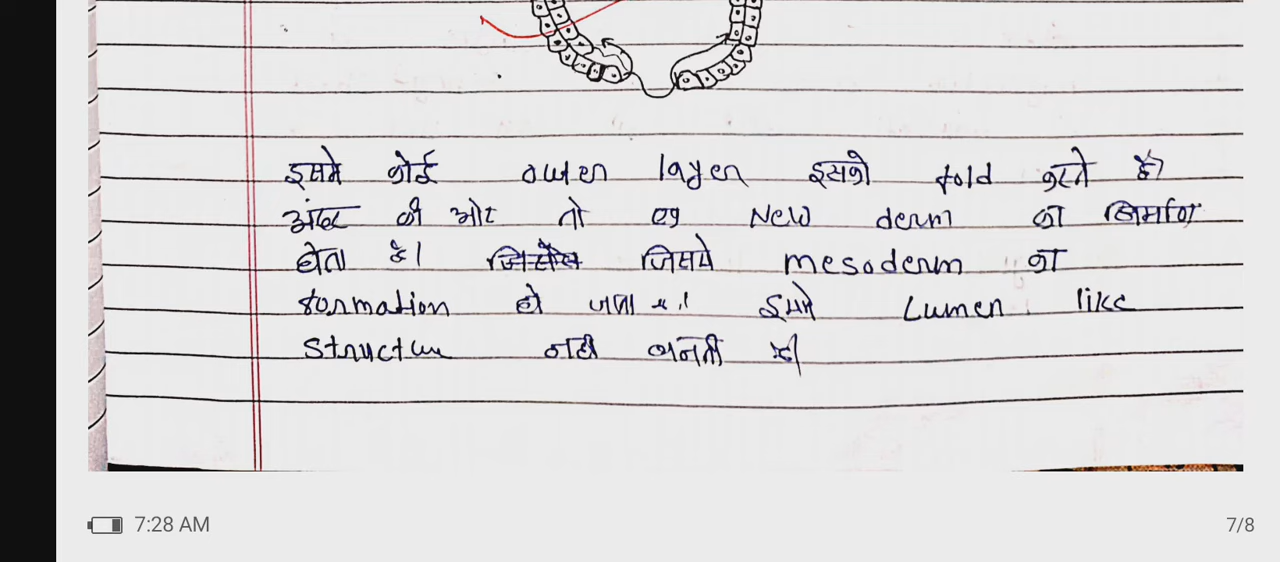 इसमे कोई outer layer इसको fold करते है
अंदर की ओर तो एक New derm का निर्माण
होता है। जिससे जिसमे mesoderm का
formation हो जाता है। इसमे Lumen like
Structure नही बनती है।
7:28 AM
7/8